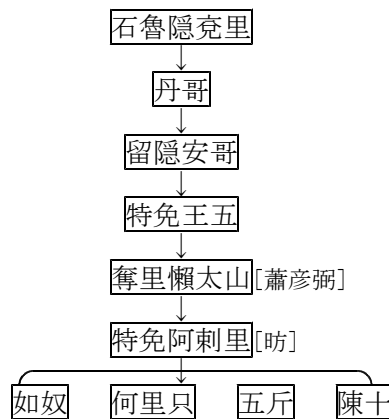 石魯隠兗里
丹哥
留隠安哥
特免王五
奪里懶太山[蕭彦弼]
特免阿剌里[昉]
如奴 何里只 五斤 陳十